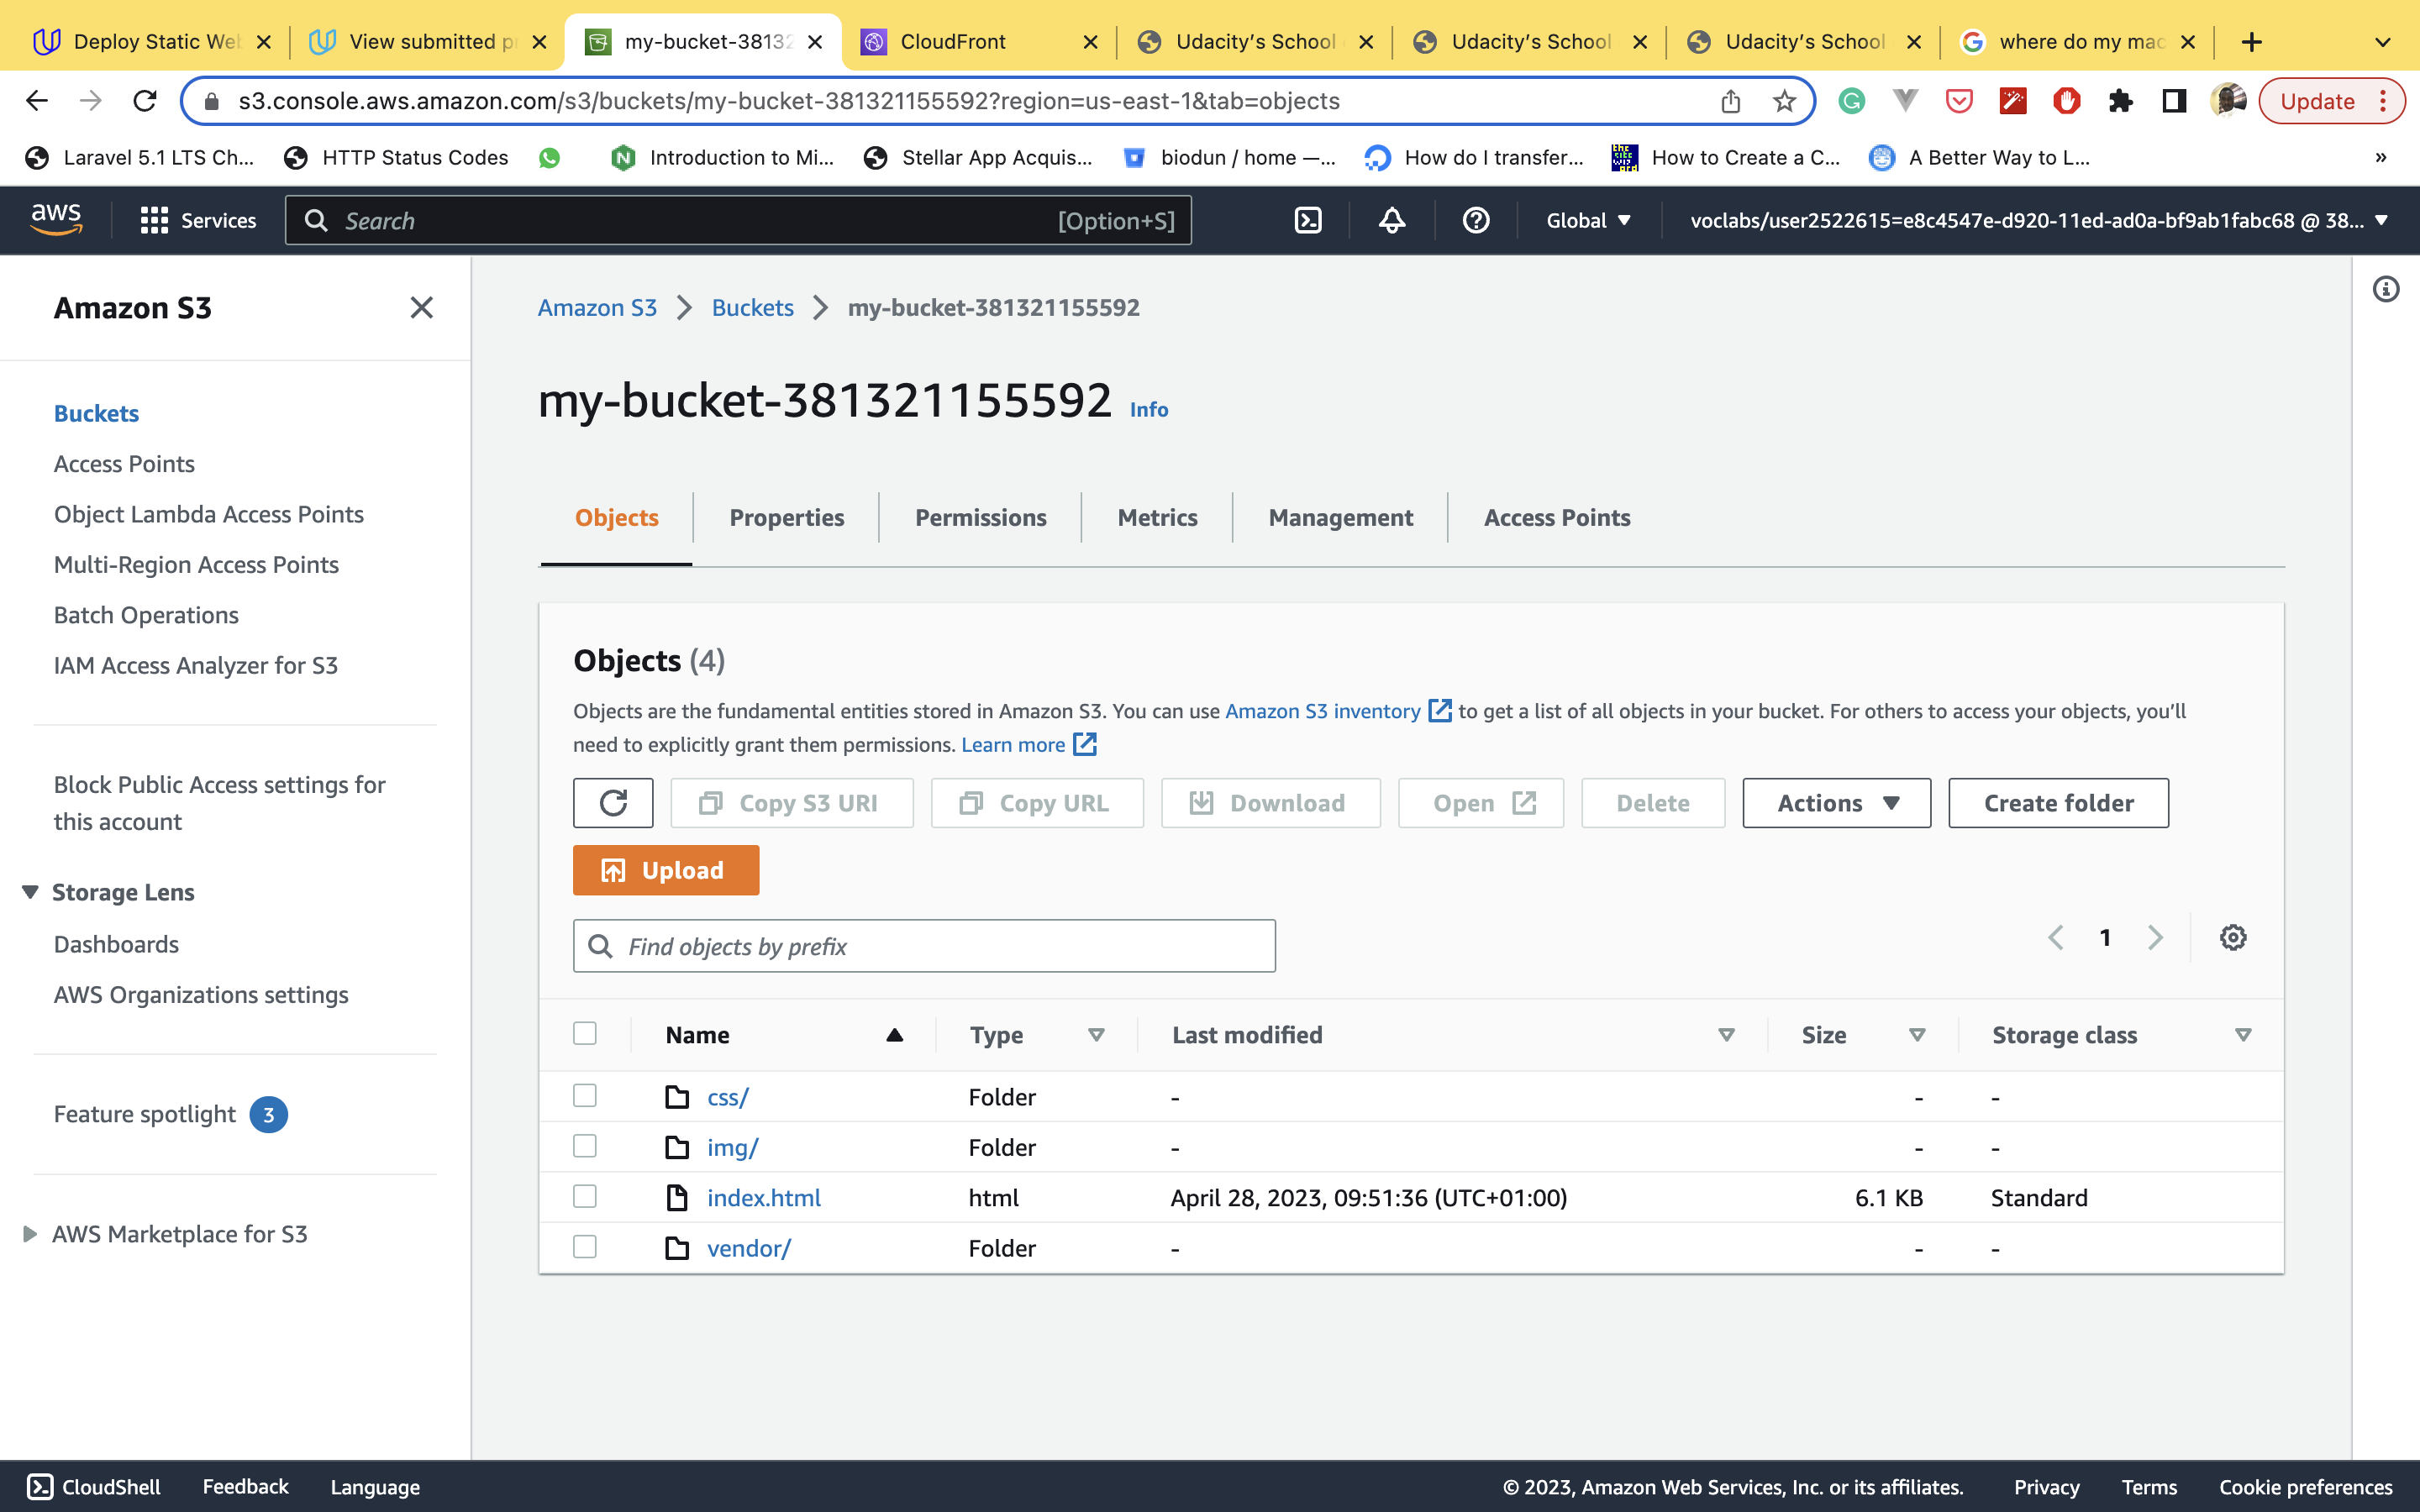 Deploy Static Web
View submitted p
my-bucket-38132
CloudFront
Udacity's School
Udacity's School
Udacity's School
where do my mac
s3.console.aws.amazon.com/s3/buckets/my-bucket-381321155592?region=us-east-1&tab=objects
Update
Laravel 5.1 LTS Ch...
HTTP Status Codes
Introduction to Mi...
Stellar App Acquis...
biodun / home —...
How do I transfer...
How to Create a C...
A Better Way to L...
»
aws
Services
Search
[Option+S]
Global
voclabs/user2522615=e8c4547e-d920-11ed-ad0a-bf9ab1fabc68 @ 38...
Amazon S3
Buckets
Access Points
Object Lambda Access Points
Multi-Region Access Points
Batch Operations
IAM Access Analyzer for S3
Block Public Access settings for
this account
Storage Lens
Dashboards
AWS Organizations settings
Feature spotlight 3
AWS Marketplace for S3
Amazon S3 > Buckets > my-bucket-381321155592
my-bucket-381321155592 Info
Objects
Properties
Permissions
Metrics
Management
Access Points
Objects (4)
Objects are the fundamental entities stored in Amazon S3. You can use Amazon S3 inventory to get a list of all objects in your bucket. For others to access your objects, you'll
need to explicitly grant them permissions. Learn more
Copy S3 URI
Copy URL
Download
Open
Delete
Actions
Create folder
Upload
Find objects by prefix
1
Name Type Last modified Size Storage class
css/ Folder - - -
img/ Folder - - -
index.html html April 28, 2023, 09:51:36 (UTC+01:00) 6.1 KB Standard
vendor/ Folder - - -
CloudShell
Feedback
Language
© 2023, Amazon Web Services, Inc. or its affiliates.
Privacy
Terms
Cookie preferences